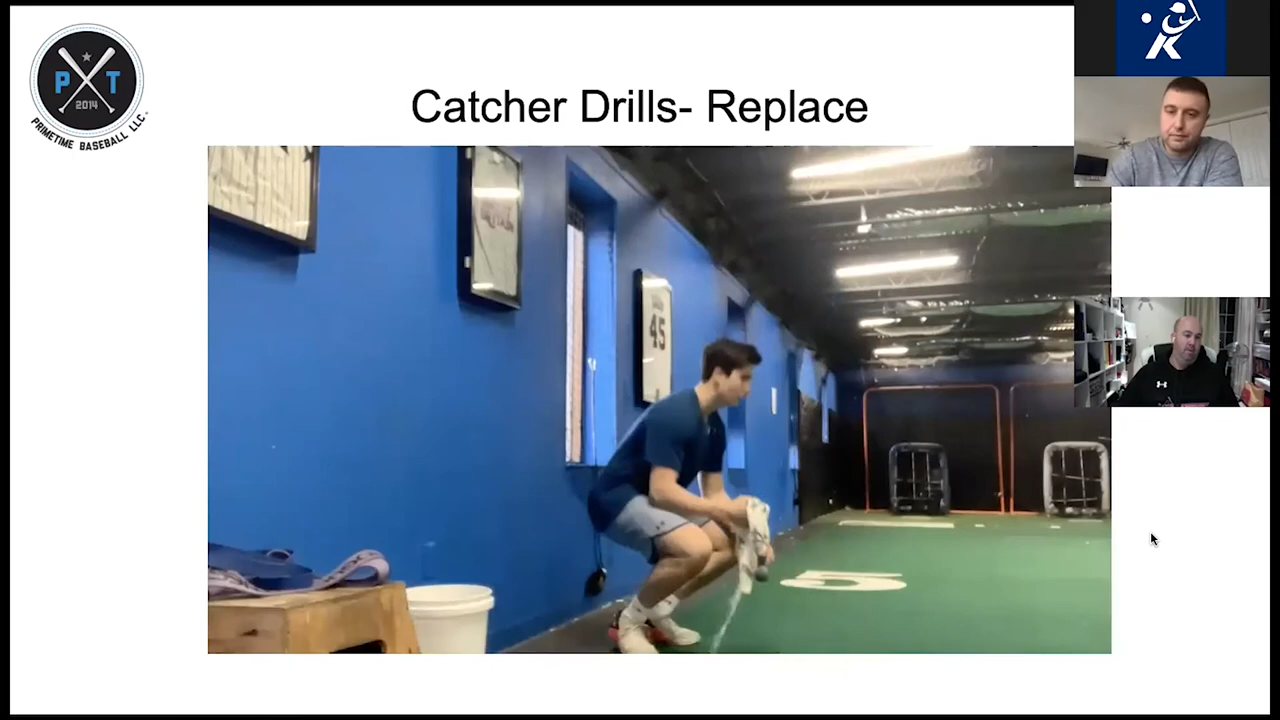 Catcher Drills- Replace
P T
2014
PRIMETIME BASEBALL LLC.
K
45
5